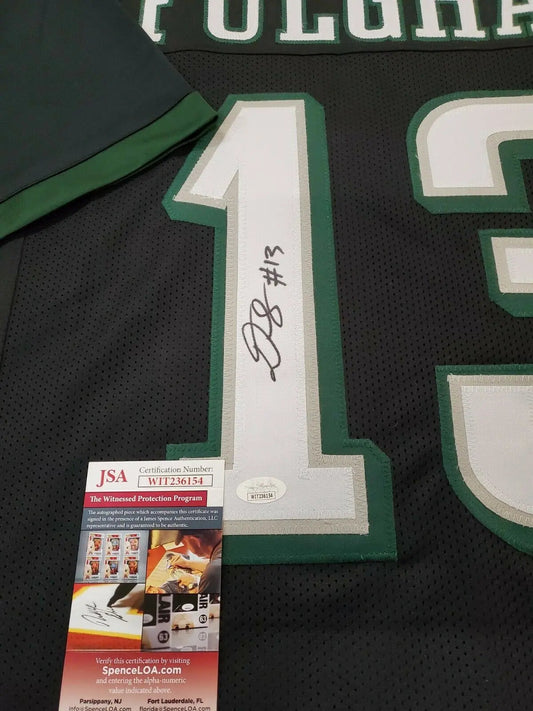 FULGHA
13
#13
JSA
Certification Number:
WIT236154
The Witnessed Protection Program
The autographed piece which accompanies this certificate was
signed in the presence of a James Spence Authentication, LLC
representative and is guaranteed to be authentic.
WIT236154
LAIR
63
63
Verify this certification by visiting
SpenceLOA.com
and entering the alpha-numeric
value indicated above.
Parsippany, NJ Fort Lauderdale, FL
info@SpenceLOA.com florida@SpenceLOA.com